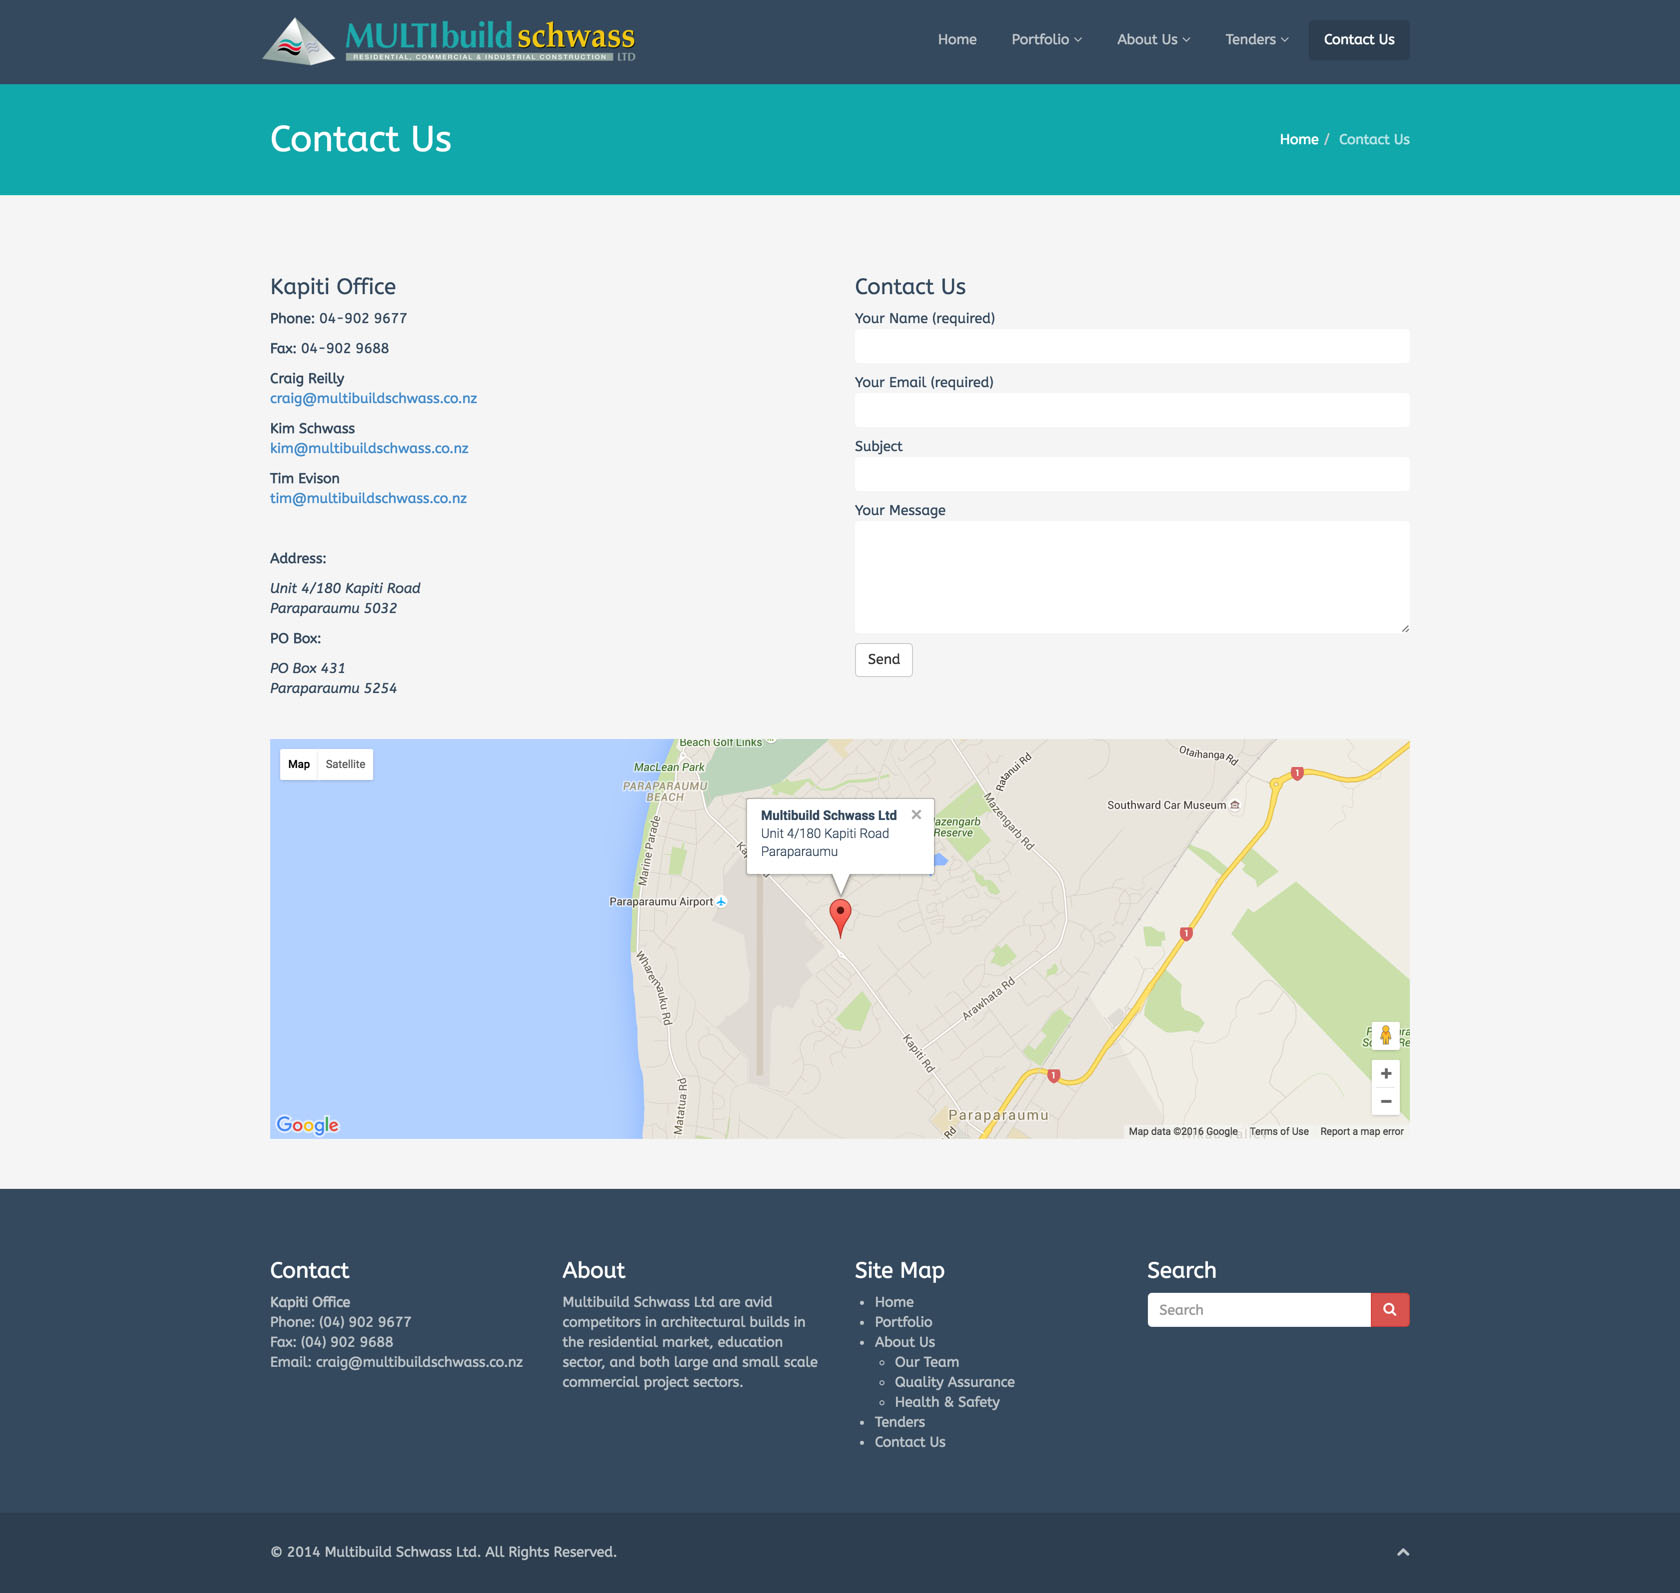 MULTIbuild schwass
RESIDENTIAL, COMMERCIAL & INDUSTRIAL CONSTRUCTION LTD
Home
Portfolio
About Us
Tenders
Contact Us
Contact Us
Home / Contact Us
Kapiti Office
Phone: 04-902 9677
Fax: 04-902 9688
Craig Reilly
craig@multibuildschwass.co.nz
Kim Schwass
kim@multibuildschwass.co.nz
Tim Evison
tim@multibuildschwass.co.nz
Address:
Unit 4/180 Kapiti Road
Paraparaumu 5032
PO Box:
PO Box 431
Paraparaumu 5254
Contact Us
Your Name (required)
Your Email (required)
Subject
Your Message
Send
Map Satellite
Beach Golf Links
MacLean Park
PARAPARAUMU
BEACH
Marine Parade
Paraparaumu Airport
Wharemauku Rd
Matatua Rd
Multibuild Schwass Ltd
Unit 4/180 Kapiti Road
Paraparaumu
Reserve
Ratanui Rd
Mazengarb Rd
Otaihanga Rd
1
Southward Car Museum
1
Arawhata Rd
Kapiti Rd
1
Paraparaumu
Rd
Google
Map data ©2016 Google Terms of Use Report a map error
Contact
Kapiti Office
Phone: (04) 902 9677
Fax: (04) 902 9688
Email: craig@multibuildschwass.co.nz
About
Multibuild Schwass Ltd are avid
competitors in architectural builds in
the residential market, education
sector, and both large and small scale
commercial project sectors.
Site Map
Home
Portfolio
About Us
Our Team
Quality Assurance
Health & Safety
Tenders
Contact Us
Search
Search
© 2014 Multibuild Schwass Ltd. All Rights Reserved.